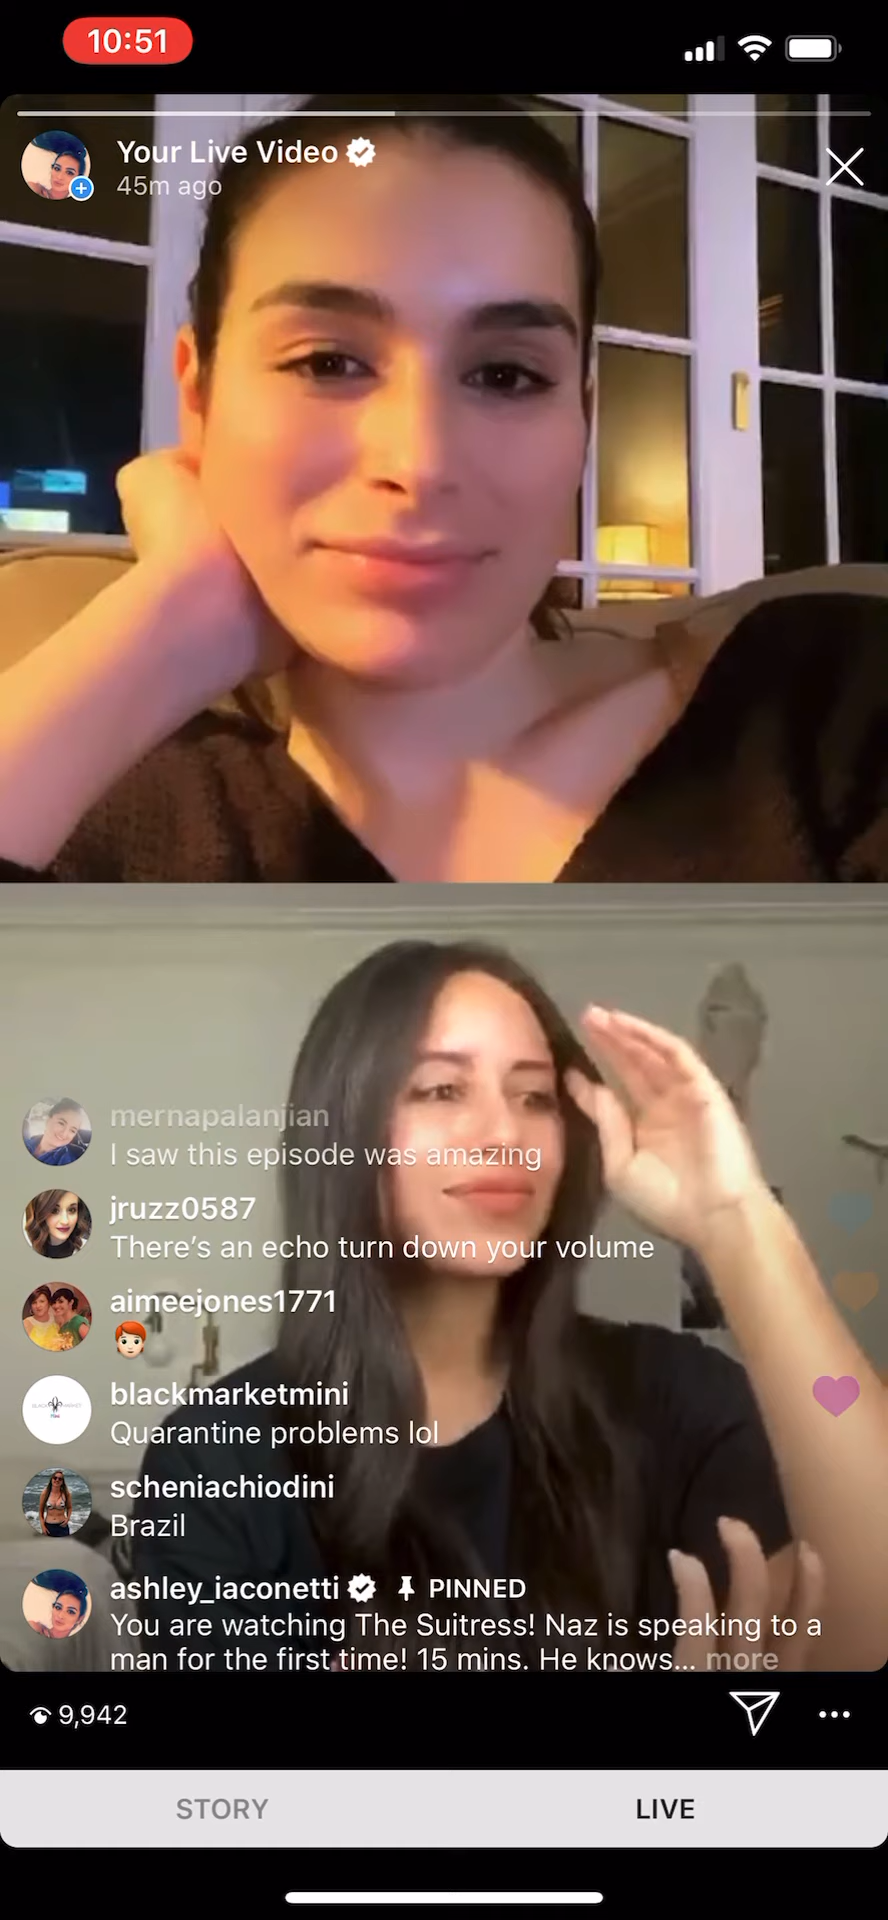 10:51
Your Live Video
45m ago
mernapalanjian
I saw this episode was amazing
jruzz0587
There's an echo turn down your volume
aimeejones1771
blackmarketmini
Quarantine problems lol
scheniachiodini
Brazil
ashley_iaconetti PINNED
You are watching The Suitress! Naz is speaking to a
man for the first time! 15 mins. He knows... more
9,942
STORY
LIVE